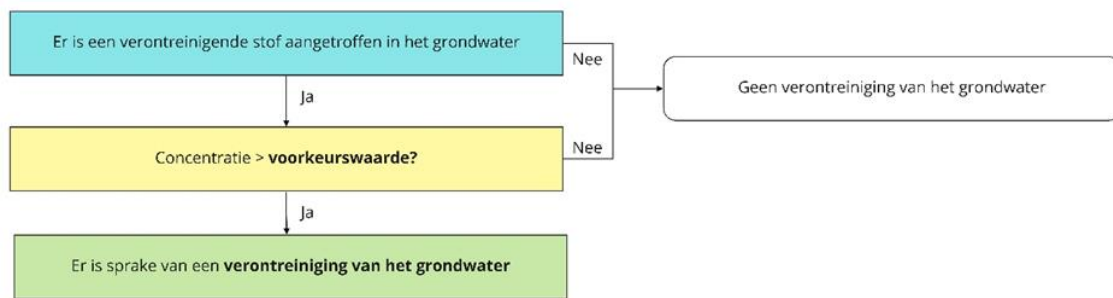 Er is een verontreinigende stof aangetroffen in het grondwater
Nee
Geen verontreiniging van het grondwater
Ja
Concentratie > voorkeurswaarde?
Nee
Ja
Er is sprake van een verontreiniging van het grondwater